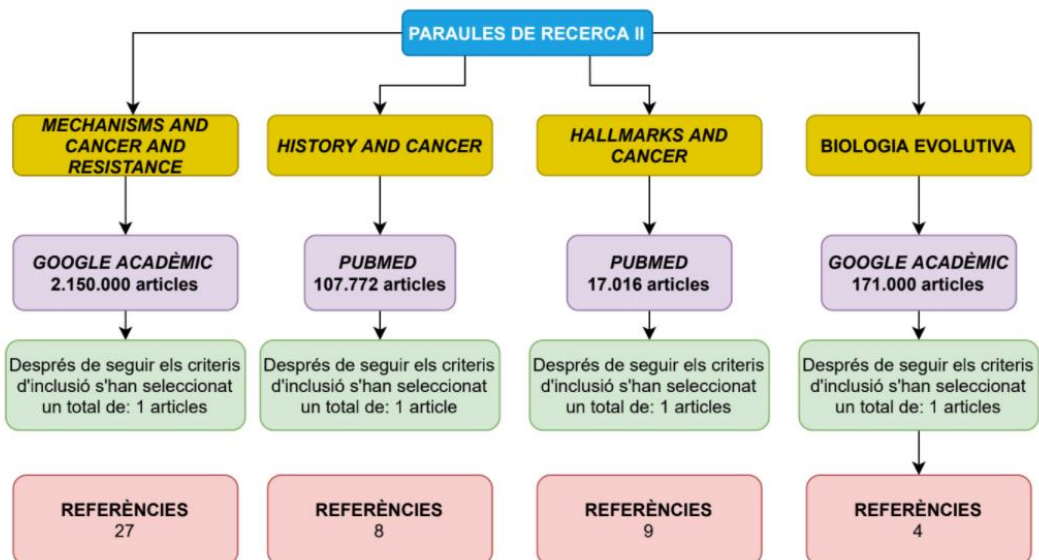 PARAULES DE RECERCA II
MECHANISMS AND
CANCER AND
RESISTANCE
HISTORY AND CANCER
HALLMARKS AND
CANCER
BIOLOGIA EVOLUTIVA
GOOGLE ACADÈMIC
2.150.000 articles
PUBMED
107.772 articles
PUBMED
17.016 articles
GOOGLE ACADÈMIC
171.000 articles
Després de seguir els criteris
d'inclusió s'han seleccionat
un total de: 1 articles
Després de seguir els criteris
d'inclusió s'han seleccionat
un total de: 1 article
Després de seguir els criteris
d'inclusió s'han seleccionat
un total de: 1 articles
Després de seguir els criteris
d'inclusió s'han seleccionat
un total de: 1 articles
REFERÈNCIES
27
REFERÈNCIES
8
REFERÈNCIES
9
REFERÈNCIES
4